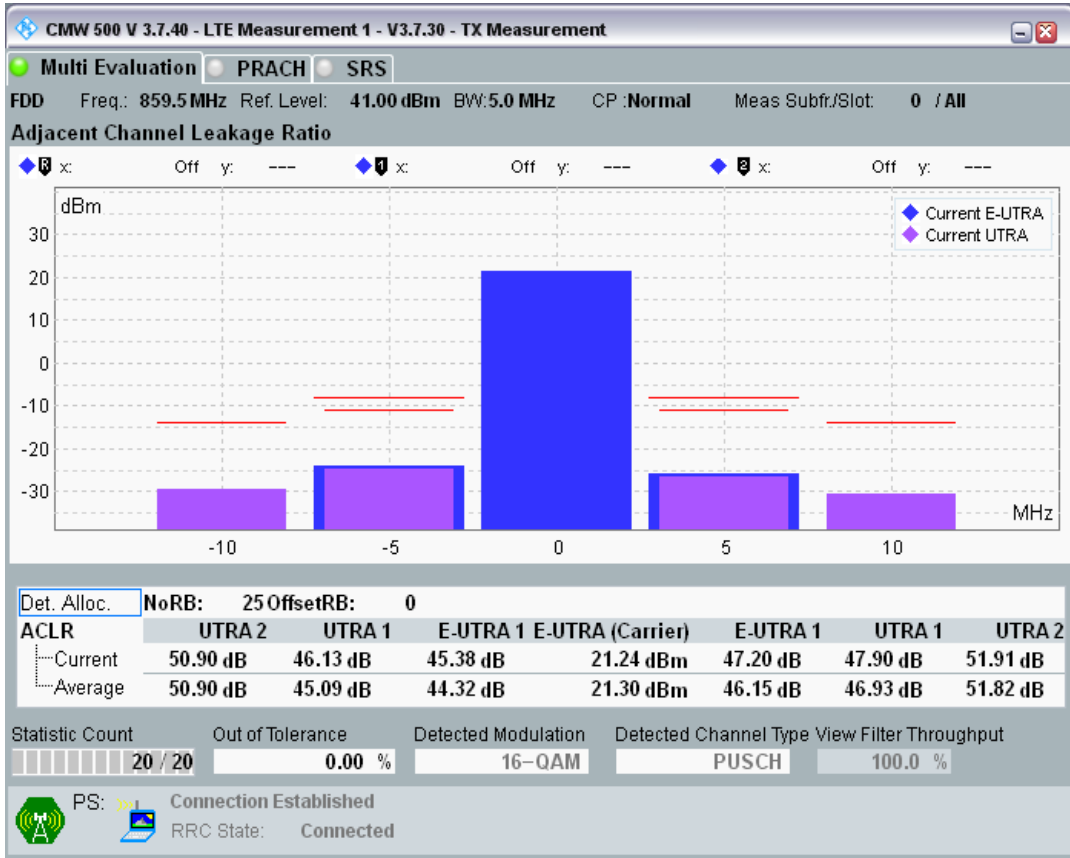 CMW 500 V 3.7.40 - LTE Measurement 1 - V3.7.30 - TX Measurement
Multi Evaluation PRACH SRS
FDD Freq.: 859.5 MHz Ref. Level: 41.00 dBm BW: 5.0 MHz CP :Normal Meas Subfr./Slot: 0 / All
Adjacent Channel Leakage Ratio
R x: Off y: --- 1 x: Off y: --- 2 x: Off y: ---
dBm
Current E-UTRA
Current UTRA
30
20
10
0
-10
-20
-30
MHz
-10 -5 0 5 10
Det. Alloc. NoRB: 25 OffsetRB: 0
ACLR UTRA 2 UTRA 1 E-UTRA 1 E-UTRA (Carrier) E-UTRA 1 UTRA 1 UTRA 2
Current 50.90 dB 46.13 dB 45.38 dB 21.24 dBm 47.20 dB 47.90 dB 51.91 dB
Average 50.90 dB 45.09 dB 44.32 dB 21.30 dBm 46.15 dB 46.93 dB 51.82 dB
Statistic Count Out of Tolerance Detected Modulation Detected Channel Type View Filter Throughput
20 / 20 0.00 % 16-QAM PUSCH 100.0 %
PS: Connection Established
RRC State: Connected